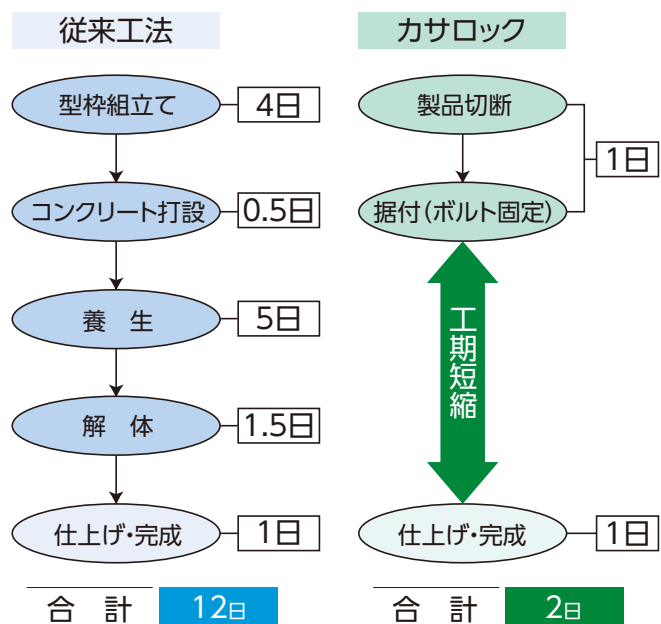 従来工法
型枠組立て
4日
コンクリート打設
0.5日
養 生
5日
解 体
1.5日
仕上げ・完成
1日
合 計
12日
カサロック
製品切断
据付(ボルト固定)
1日
工期短縮
仕上げ・完成
1日
合 計
2日